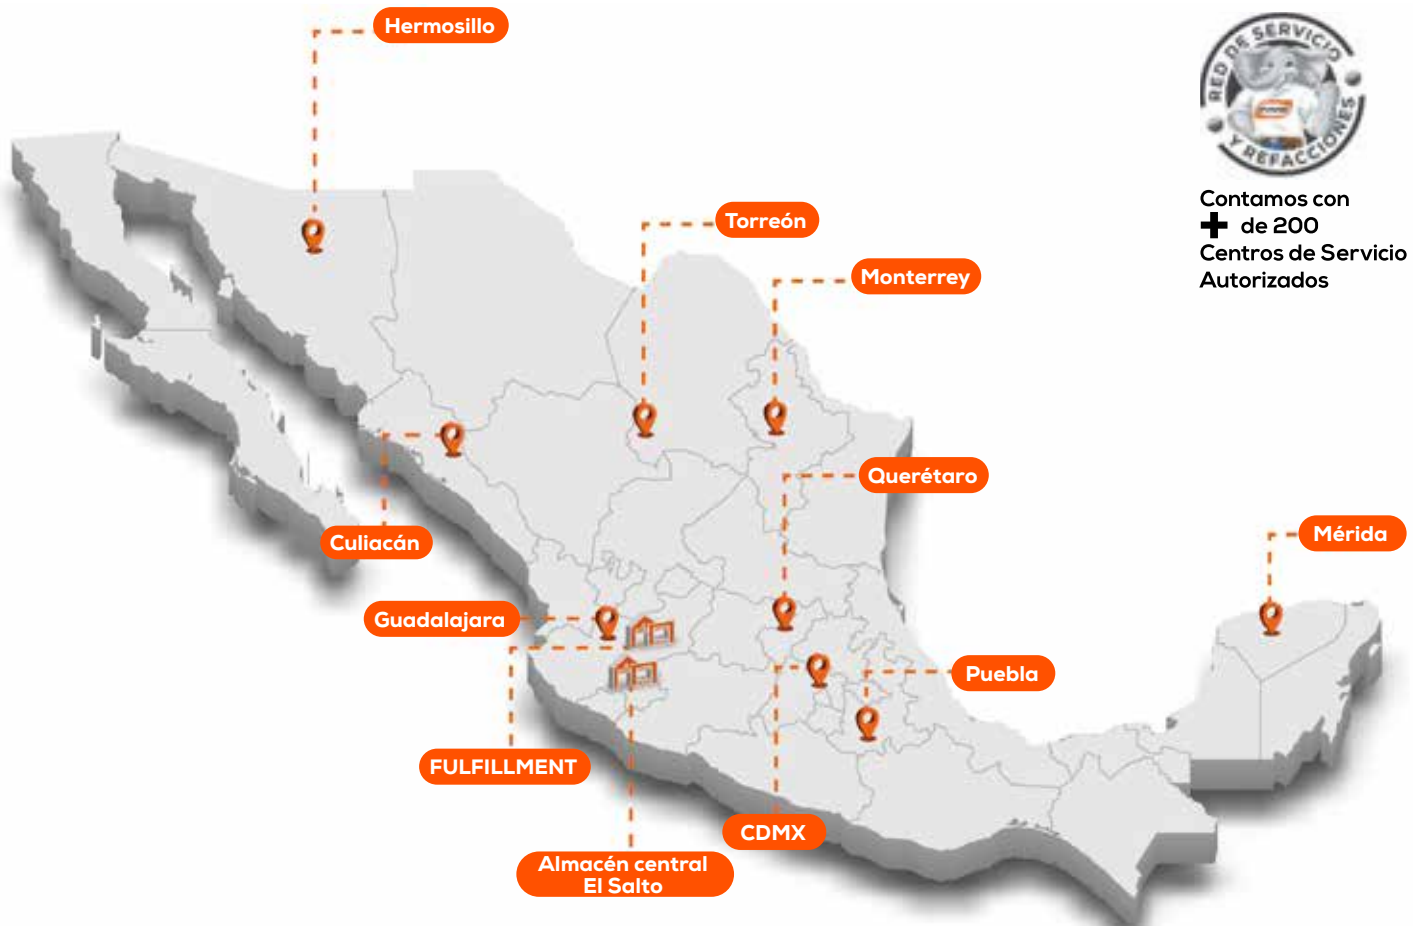 Hermosillo
RED DE SERVICIO
Y REFACCIONES
Contamos con
+ de 200
Centros de Servicio
Autorizados
Torreón
Monterrey
Querétaro
Mérida
Culiacán
Guadalajara
Puebla
FULFILLMENT
CDMX
Almacén central
El Salto